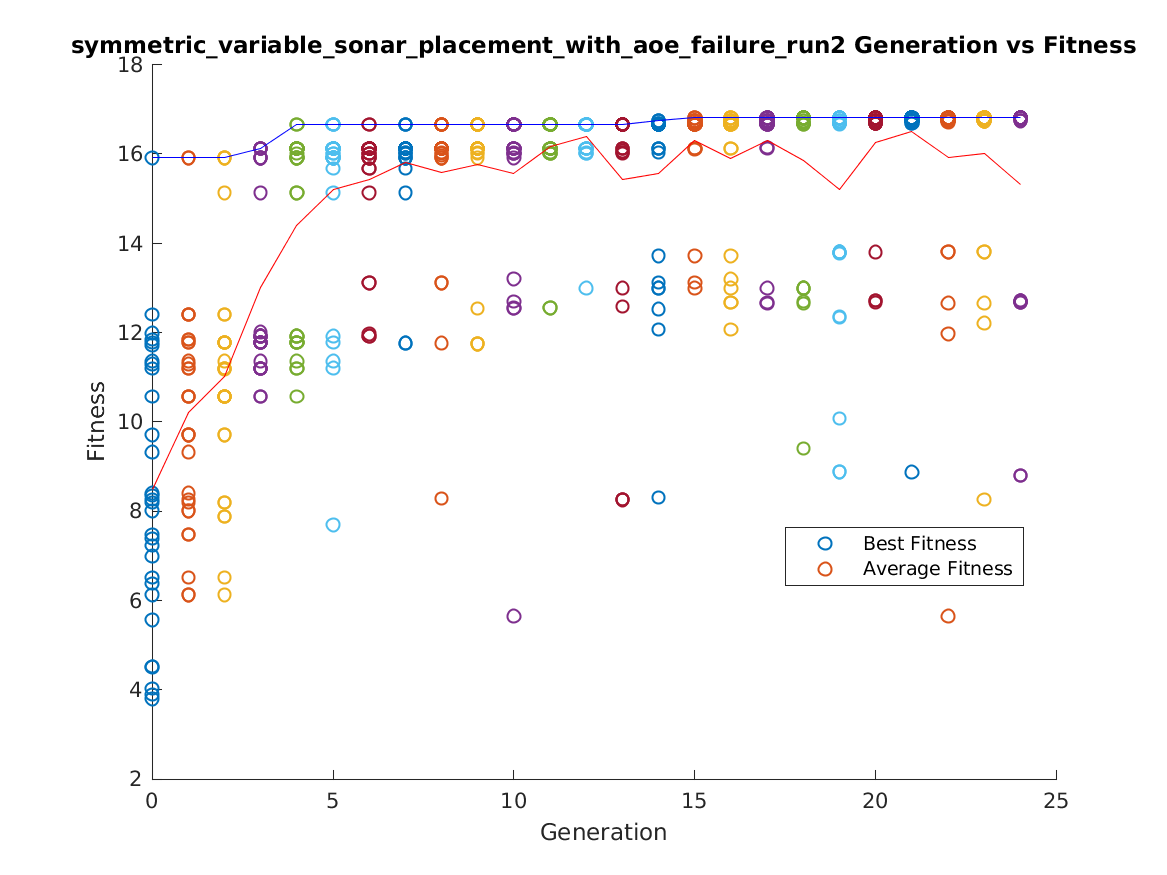 symmetric_variable_sonar_placement_with_aoe_failure_run2 Generation vs Fitness
18
16
14
12
10
8
6
4
2
Fitness
Best Fitness
Average Fitness
0 5 10 15 20 25
Generation